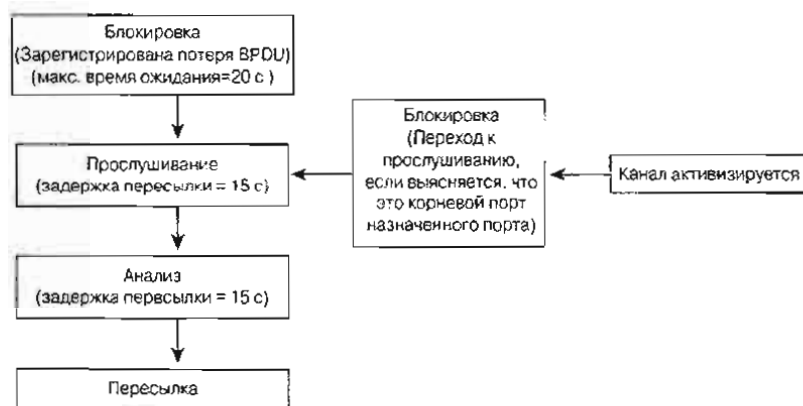 Блокировка
(Зарегистрирована потеря BPDU)
(макс. время ожидания=20 с )
Прослушивание
(задержка пересылки = 15 с)
Блокировка
(Переход к
прослушиванию,
если выясняется, что
это корневой порт
назначенного порта)
Канал активизируется
Анализ
(задержка пересылки = 15 с)
Пересылка